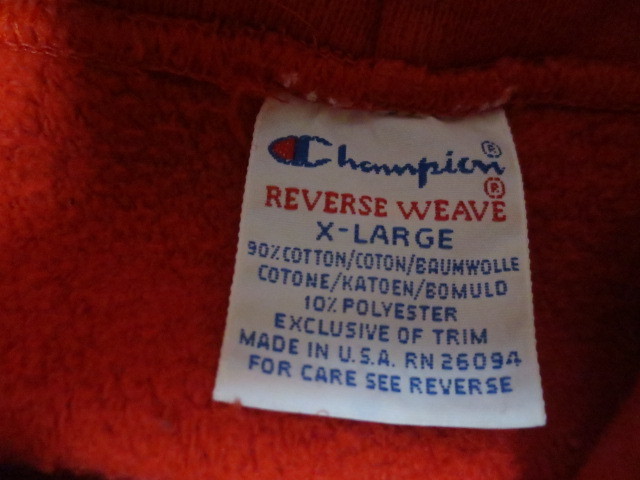 Champion ®
REVERSE WEAVE ®
X-LARGE
90% COTTON/COTON/BAUMWOLLE
COTONE/KATOEN/BOMULD
10% POLYESTER
EXCLUSIVE OF TRIM
MADE IN U.S.A. RN 26094
FOR CARE SEE REVERSE